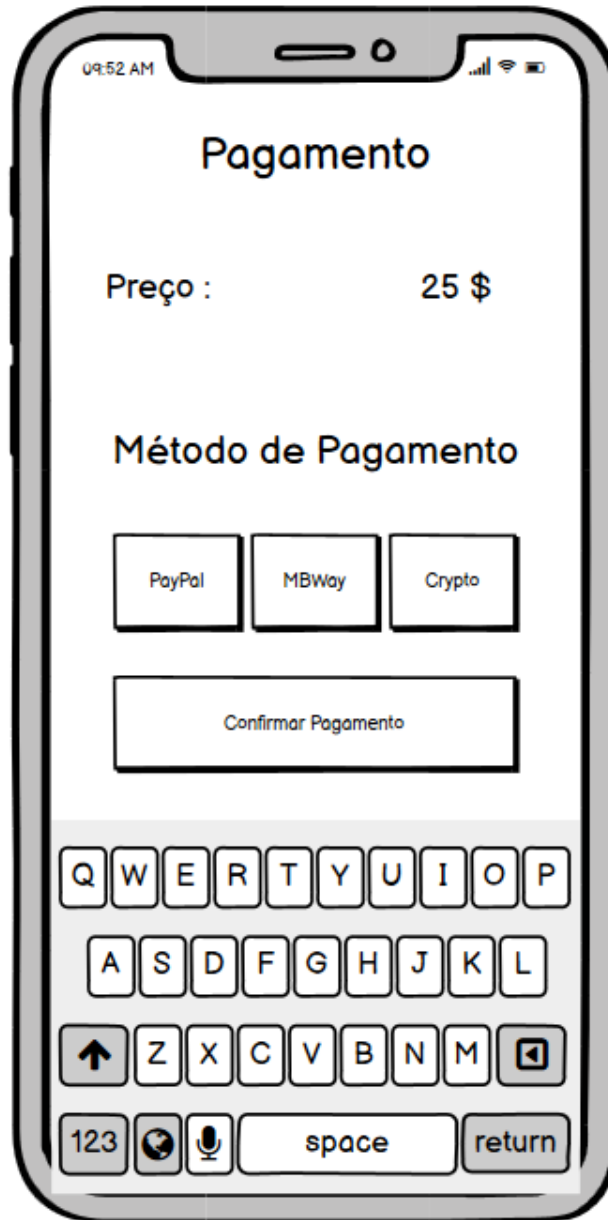 09:52 AM
Pagamento
Preço : 25 $
Método de Pagamento
PayPal MBWay Crypto
Confirmar Pagamento
Q W E R T Y U I O P
A S D F G H J K L
Z X C V B N M
123 space return